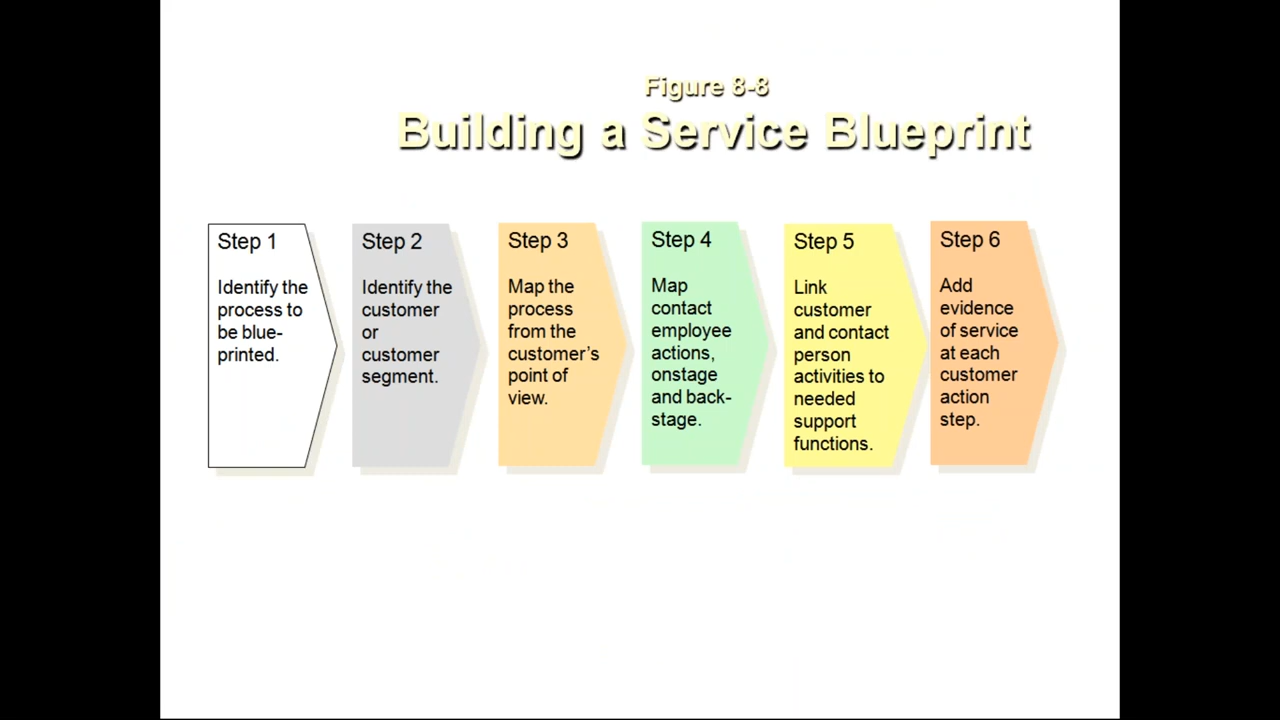 Figure 8-8
Building a Service Blueprint
Step 1
Identify the
process to
be blue-
printed.
Step 2
Identify the
customer
or
customer
segment.
Step 3
Map the
process
from the
customer’s
point of
view.
Step 4
Map
contact
employee
actions,
onstage
and back-
stage.
Step 5
Link
customer
and contact
person
activities to
needed
support
functions.
Step 6
Add
evidence
of service
at each
customer
action
step.